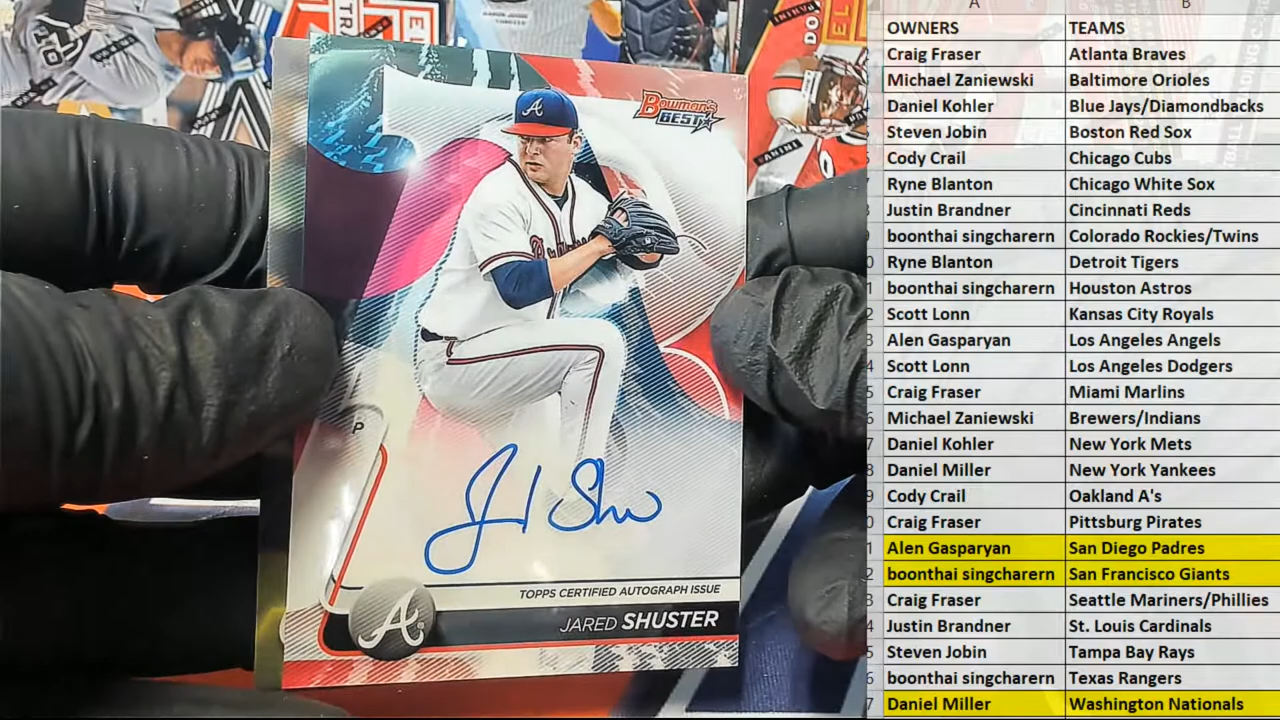 A B
OWNERS TEAMS
Craig Fraser Atlanta Braves
Michael Zaniewski Baltimore Orioles
Daniel Kohler Blue Jays/Diamondbacks
Steven Jobin Boston Red Sox
Cody Crail Chicago Cubs
Ryne Blanton Chicago White Sox
Justin Brandner Cincinnati Reds
boonthai singcharern Colorado Rockies/Twins
Ryne Blanton Detroit Tigers
boonthai singcharern Houston Astros
Scott Lonn Kansas City Royals
Alen Gasparyan Los Angeles Angels
Scott Lonn Los Angeles Dodgers
Craig Fraser Miami Marlins
Michael Zaniewski Brewers/Indians
Daniel Kohler New York Mets
Daniel Miller New York Yankees
Cody Crail Oakland A's
Craig Fraser Pittsburg Pirates
Alen Gasparyan San Diego Padres
boonthai singcharern San Francisco Giants
Craig Fraser Seattle Mariners/Phillies
Justin Brandner St. Louis Cardinals
Steven Jobin Tampa Bay Rays
boonthai singcharern Texas Rangers
Daniel Miller Washington Nationals
Bowman's
BEST
A
P
TOPPS CERTIFIED AUTOGRAPH ISSUE
JARED SHUSTER
A
PANINI